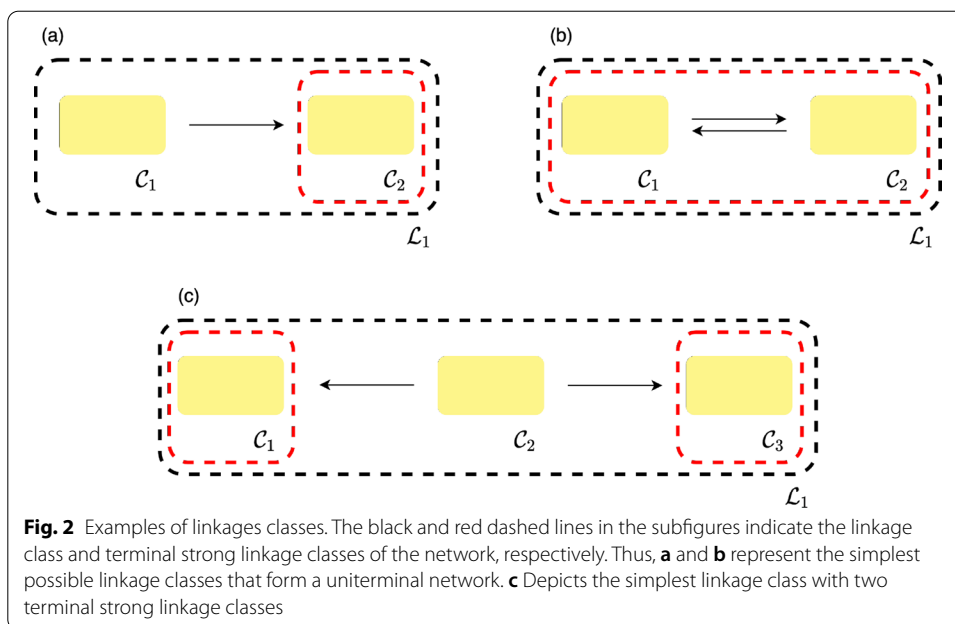 (a)
(b)
𝒞₁
𝒞₂
𝒞₁
𝒞₂
ℒ₁
ℒ₁
(c)
𝒞₁
𝒞₂
𝒞₃
ℒ₁
Fig. 2 Examples of linkages classes. The black and red dashed lines in the subfigures indicate the linkage
class and terminal strong linkage classes of the network, respectively. Thus, a and b represent the simplest
possible linkage classes that form a uniterminal network. c Depicts the simplest linkage class with two
terminal strong linkage classes